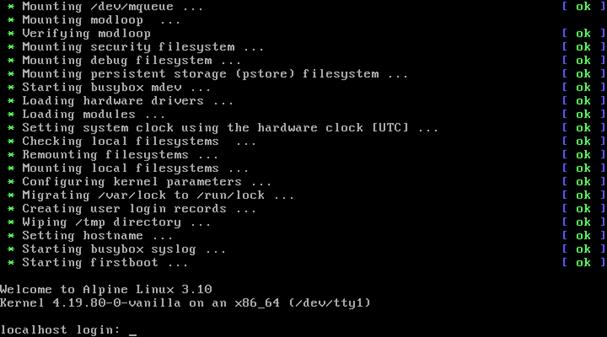 * Mounting /dev/mqueue ... [ ok ]
* Mounting modloop  ... [ ok ]
* Verifying modloop [ ok ]
* Mounting security filesystem ... [ ok ]
* Mounting debug filesystem ... [ ok ]
* Mounting persistent storage (pstore) filesystem ... [ ok ]
* Starting busybox mdev ... [ ok ]
* Loading hardware drivers ... [ ok ]
* Loading modules ... [ ok ]
* Setting system clock using the hardware clock [UTC] ... [ ok ]
* Checking local filesystems  ... [ ok ]
* Remounting filesystems ... [ ok ]
* Mounting local filesystems ... [ ok ]
* Configuring kernel parameters ... [ ok ]
* Migrating /var/lock to /run/lock ... [ ok ]
* Creating user login records ... [ ok ]
* Wiping /tmp directory ... [ ok ]
* Setting hostname ... [ ok ]
* Starting busybox syslog ... [ ok ]
* Starting firstboot ... [ ok ]
Welcome to Alpine Linux 3.10
Kernel 4.19.80-0-vanilla on an x86_64 (/dev/tty1)
localhost login: _